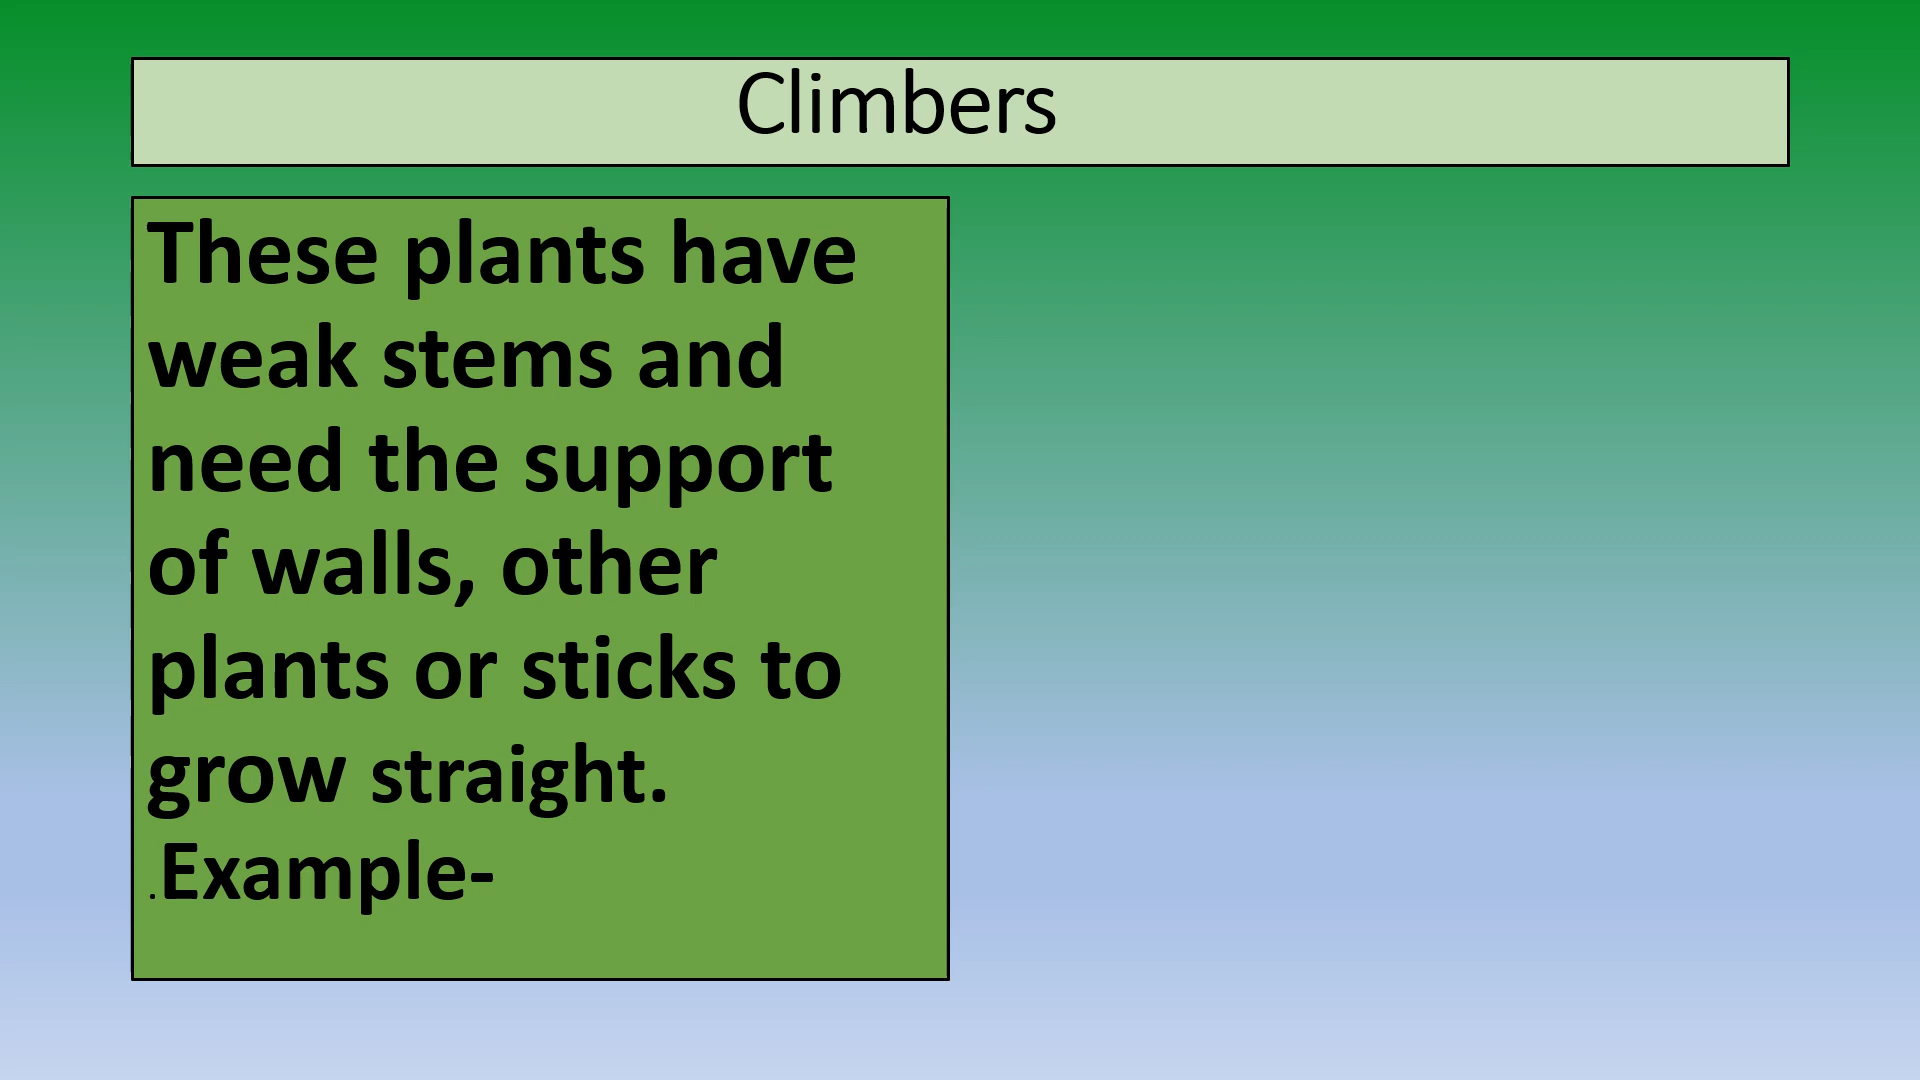 Climbers
These plants have
weak stems and
need the support
of walls, other
plants or sticks to
grow straight.
.Example-